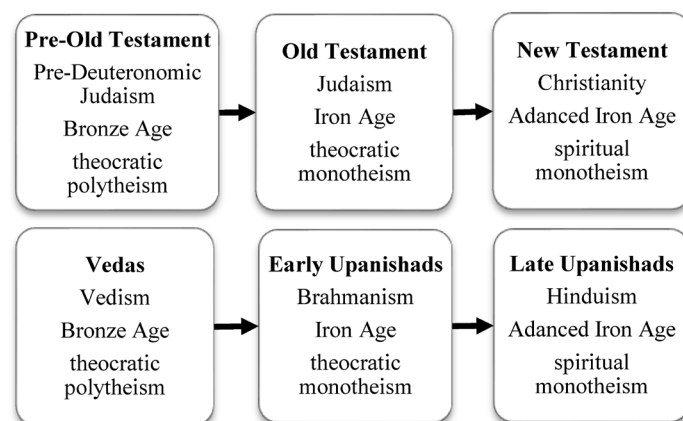 Pre-Old Testament
Pre-Deuteronomic
Judaism
Bronze Age
theocratic
polytheism
Old Testament
Judaism
Iron Age
theocratic
monotheism
New Testament
Christianity
Adanced Iron Age
spiritual
monotheism
Vedas
Vedism
Bronze Age
theocratic
polytheism
Early Upanishads
Brahmanism
Iron Age
theocratic
monotheism
Late Upanishads
Hinduism
Adanced Iron Age
spiritual
monotheism